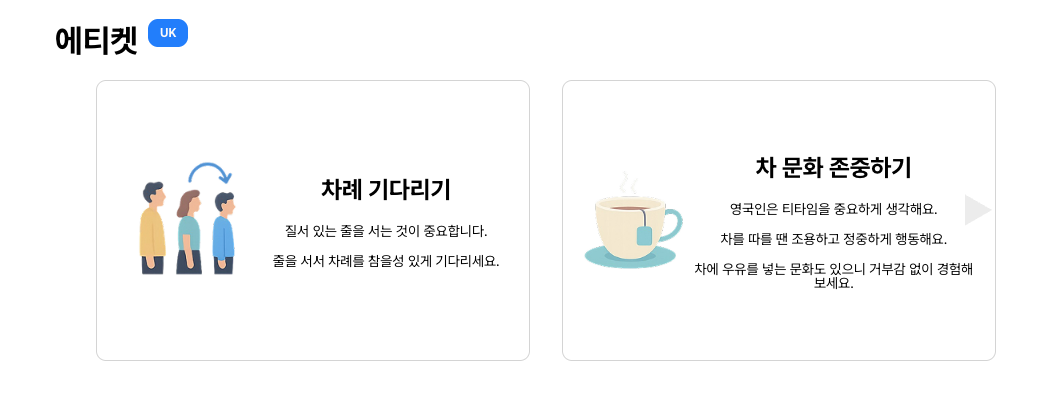 에티켓 UK
차례 기다리기
질서 있는 줄을 서는 것이 중요합니다.
줄을 서서 차례를 참을성 있게 기다리세요.
차 문화 존중하기
영국인은 티타임을 중요하게 생각해요.
차를 따를 땐 조용하고 정중하게 행동해요.
차에 우유를 넣는 문화도 있으니 거부감 없이 경험해
보세요.